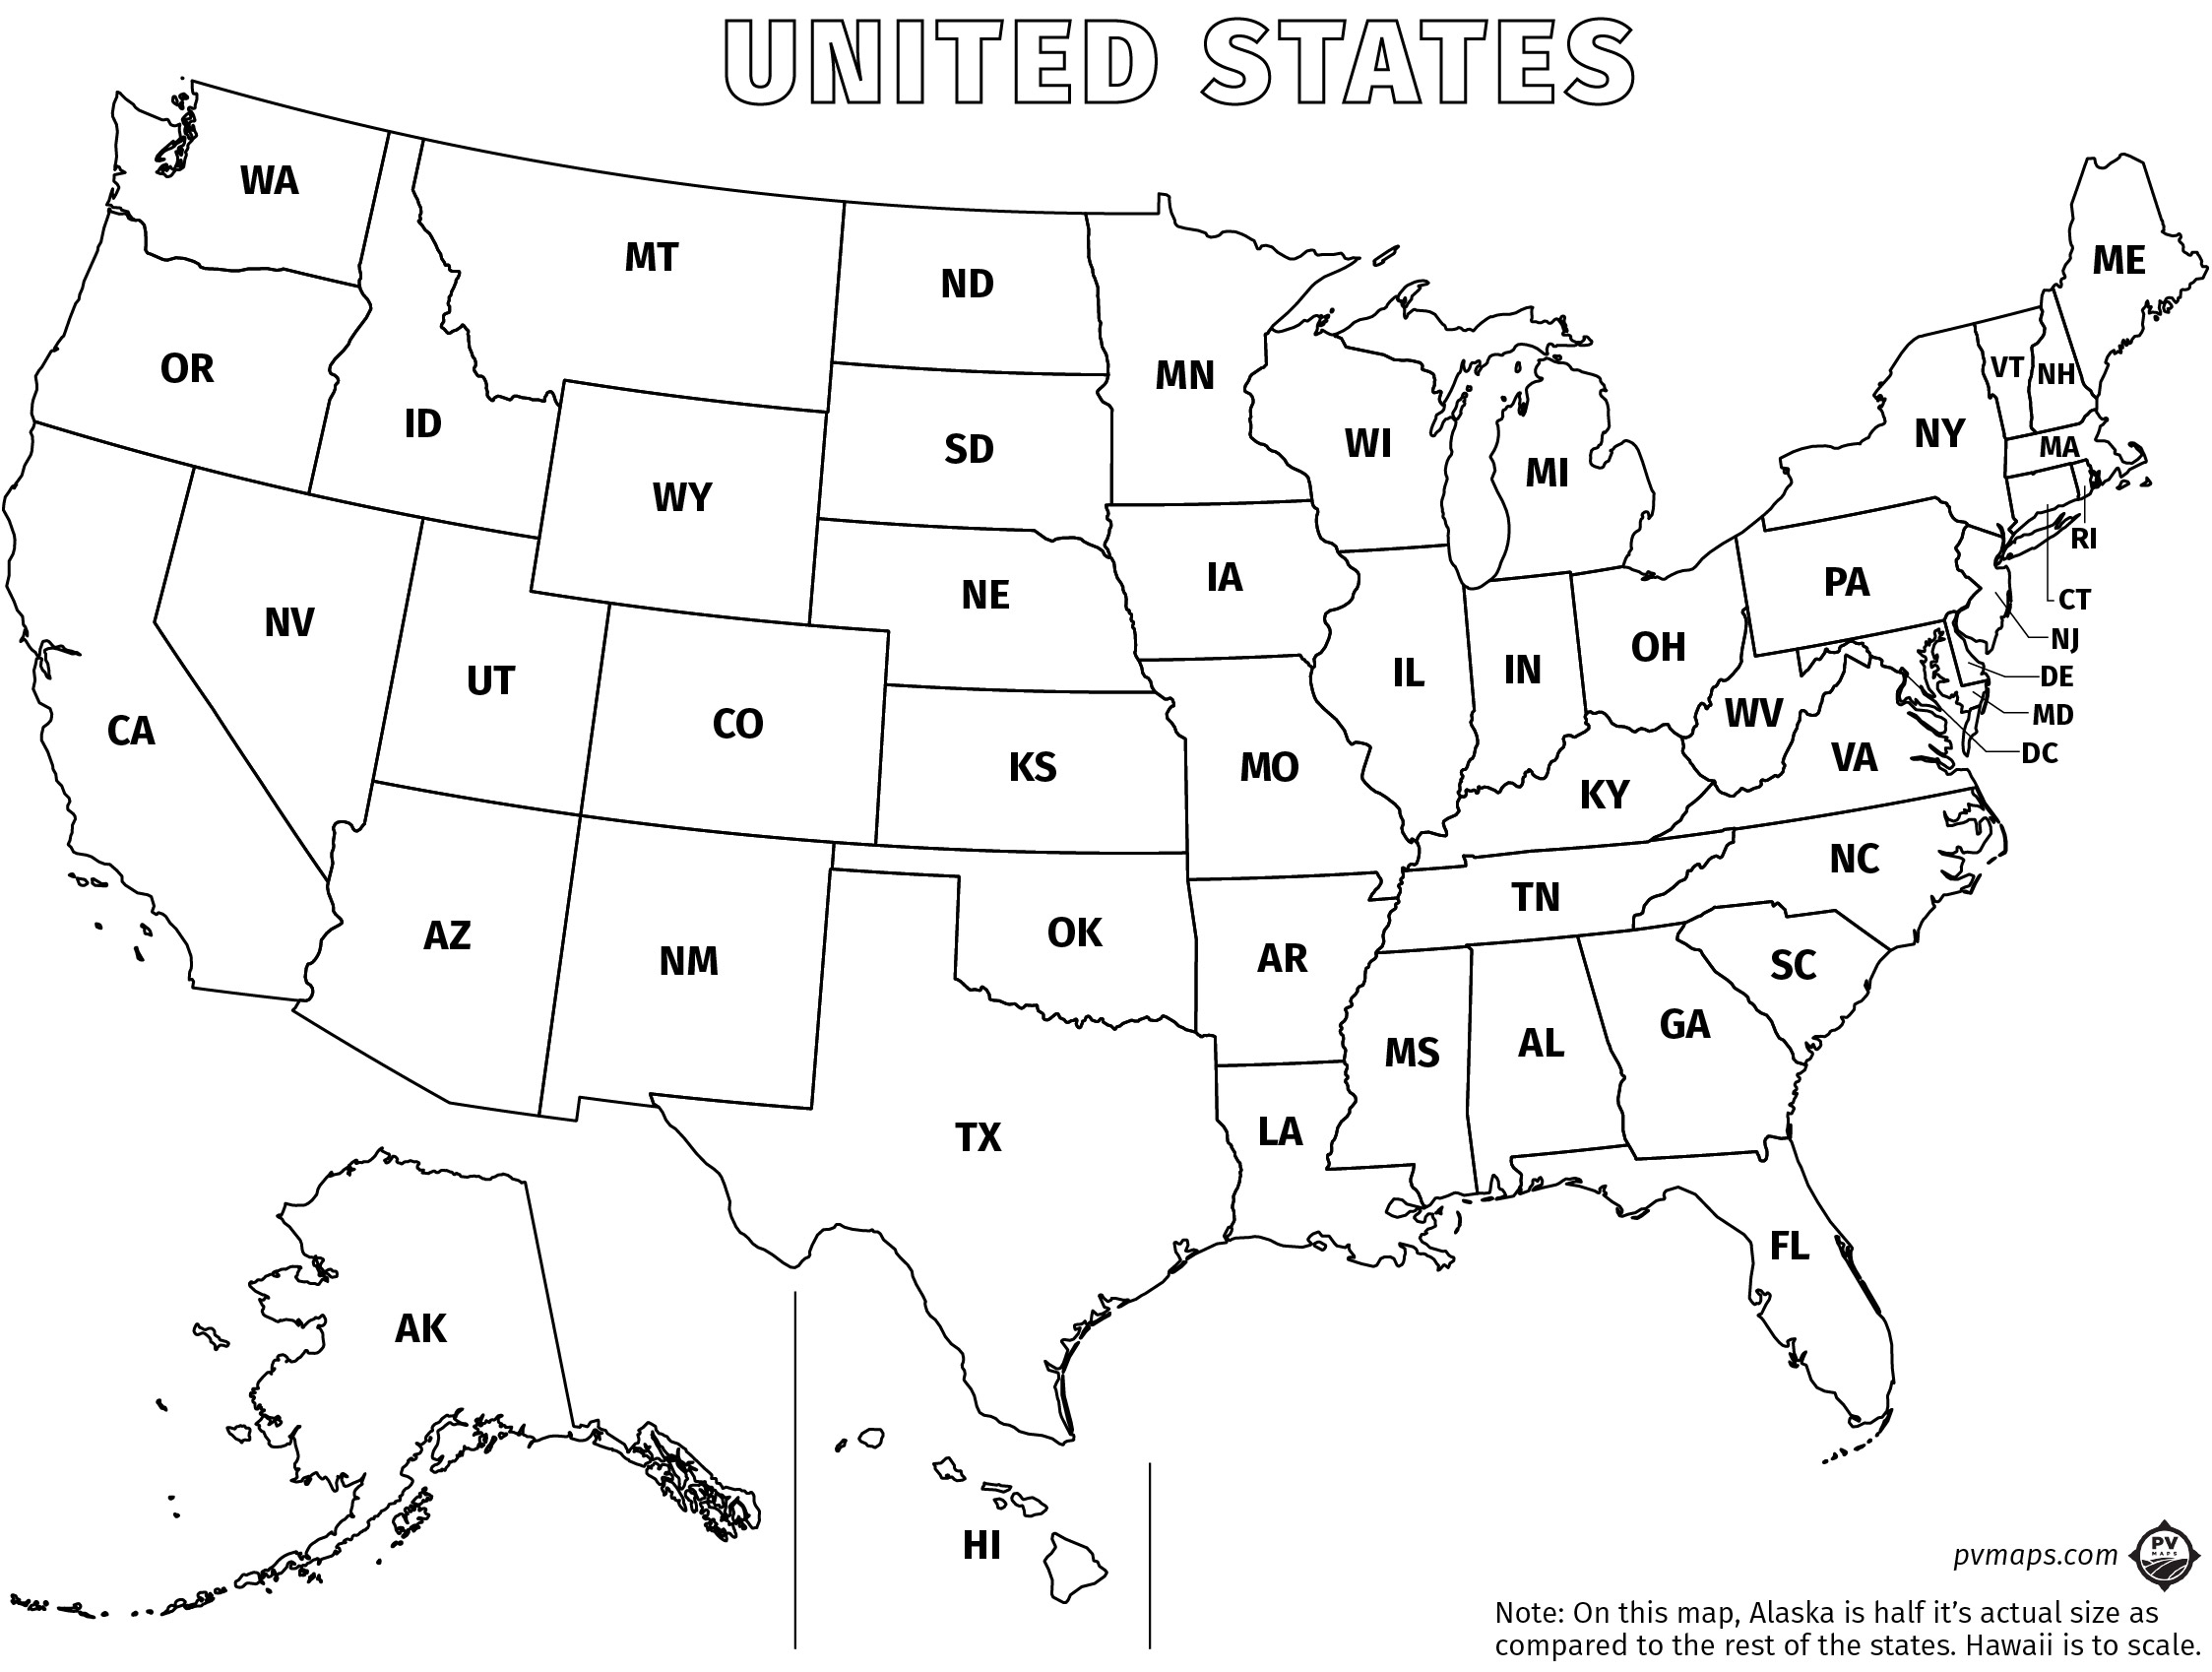 UNITED STATES
WA
MT
ND
ME
OR
ID
MN
VT
NH
SD
WI
NY
MA
MI
WY
RI
IA
PA
NE
CT
NV
NJ
OH
UT
IL
IN
DE
CO
WV
MD
CA
DC
VA
KS
MO
KY
NC
TN
AZ
OK
NM
AR
SC
GA
MS
AL
TX
LA
FL
AK
HI
pvmaps.com
PV
MAPS
Note: On this map, Alaska is half it's actual size as
compared to the rest of the states. Hawaii is to scale.